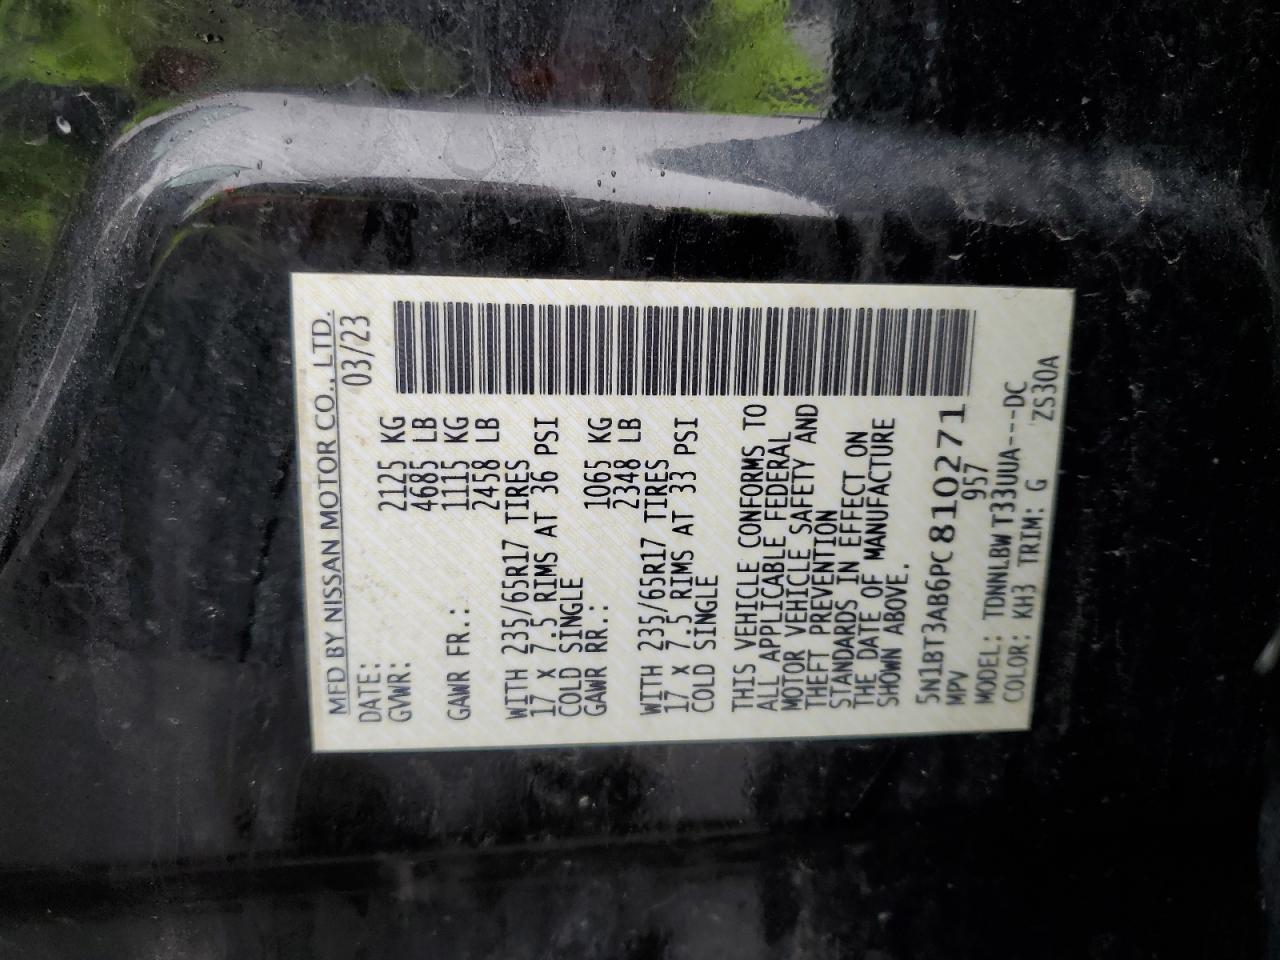 MFD BY NISSAN MOTOR CO., LTD.
DATE: 03/23
GVWR: 2125 KG
4685 LB
GAWR FR.: 1115 KG
2458 LB
WITH 235/65R17 TIRES
17 X 7.5 RIMS AT 36 PSI
COLD SINGLE
GAWR RR.: 1065 KG
2348 LB
WITH 235/65R17 TIRES
17 X 7.5 RIMS AT 33 PSI
COLD SINGLE
THIS VEHICLE CONFORMS TO
ALL APPLICABLE FEDERAL
MOTOR VEHICLE SAFETY AND
THEFT PREVENTION
STANDARDS IN EFFECT ON
THE DATE OF MANUFACTURE
SHOWN ABOVE.
5N1BT3AB6PC810271
MPV 957
MODEL: TDNNLBWT33UUA---DC
COLOR: KH3 TRIM: G ZS30A